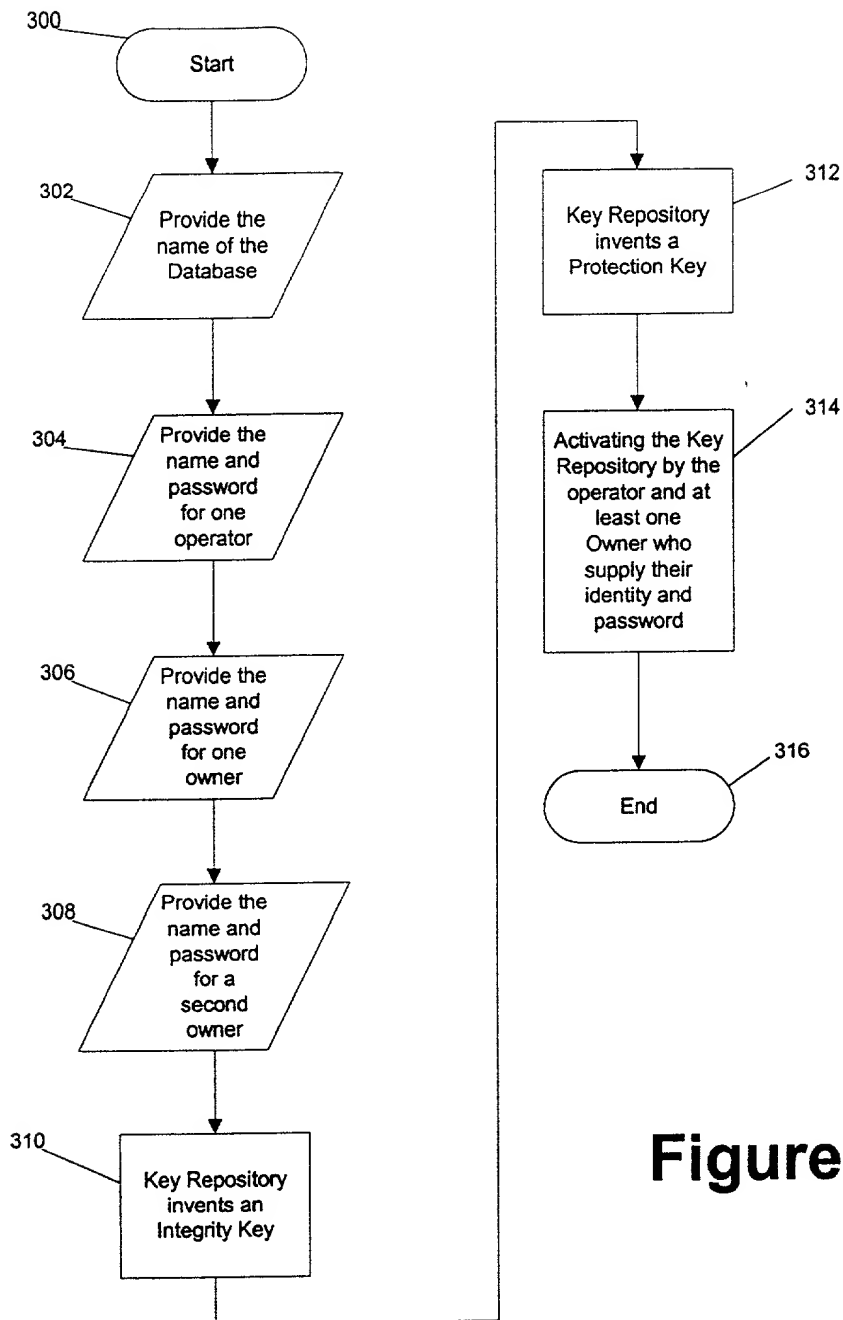 300
Start
302
Provide the
name of the
Database
304
Provide the
name and
password
for one
operator
306
Provide the
name and
password
for one
owner
308
Provide the
name and
password
for a
second
owner
310
Key Repository
invents an
Integrity Key
312
Key Repository
invents a
Protection Key
314
Activating the Key
Repository by the
operator and at
least one
Owner who
supply their
identity and
password
316
End
Figure